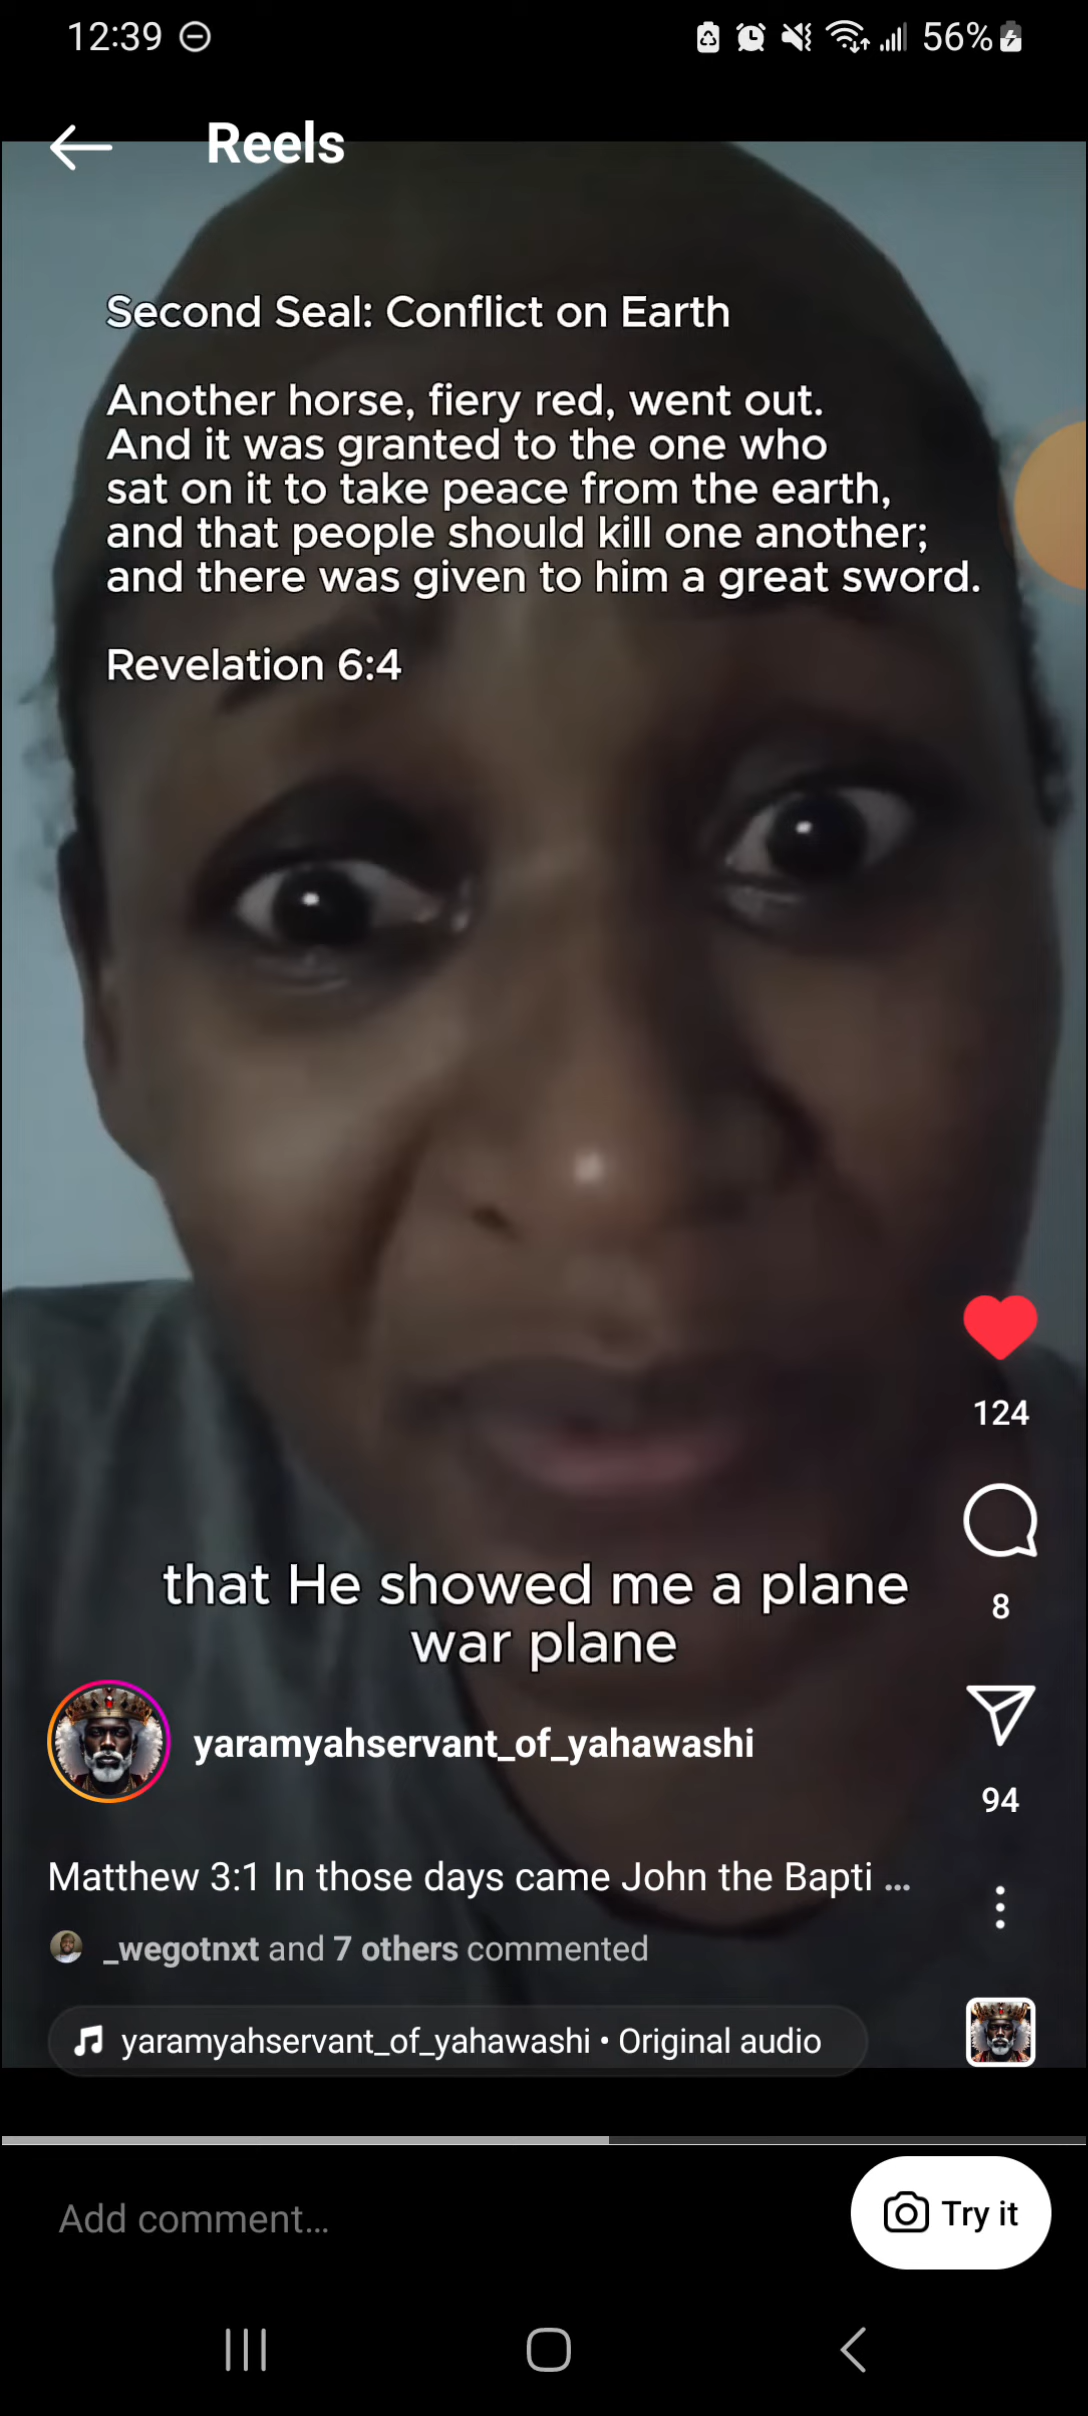 12:39
56%
Reels
Second Seal: Conflict on Earth
Another horse, fiery red, went out.
And it was granted to the one who
sat on it to take peace from the earth,
and that people should kill one another;
and there was given to him a great sword.
Revelation 6:4
124
8
that He showed me a plane
war plane
yaramyahservant_of_yahawashi
94
Matthew 3:1 In those days came John the Bapti ...
_wegotnxt and 7 others commented
yaramyahservant_of_yahawashi • Original audio
Add comment...
Try it